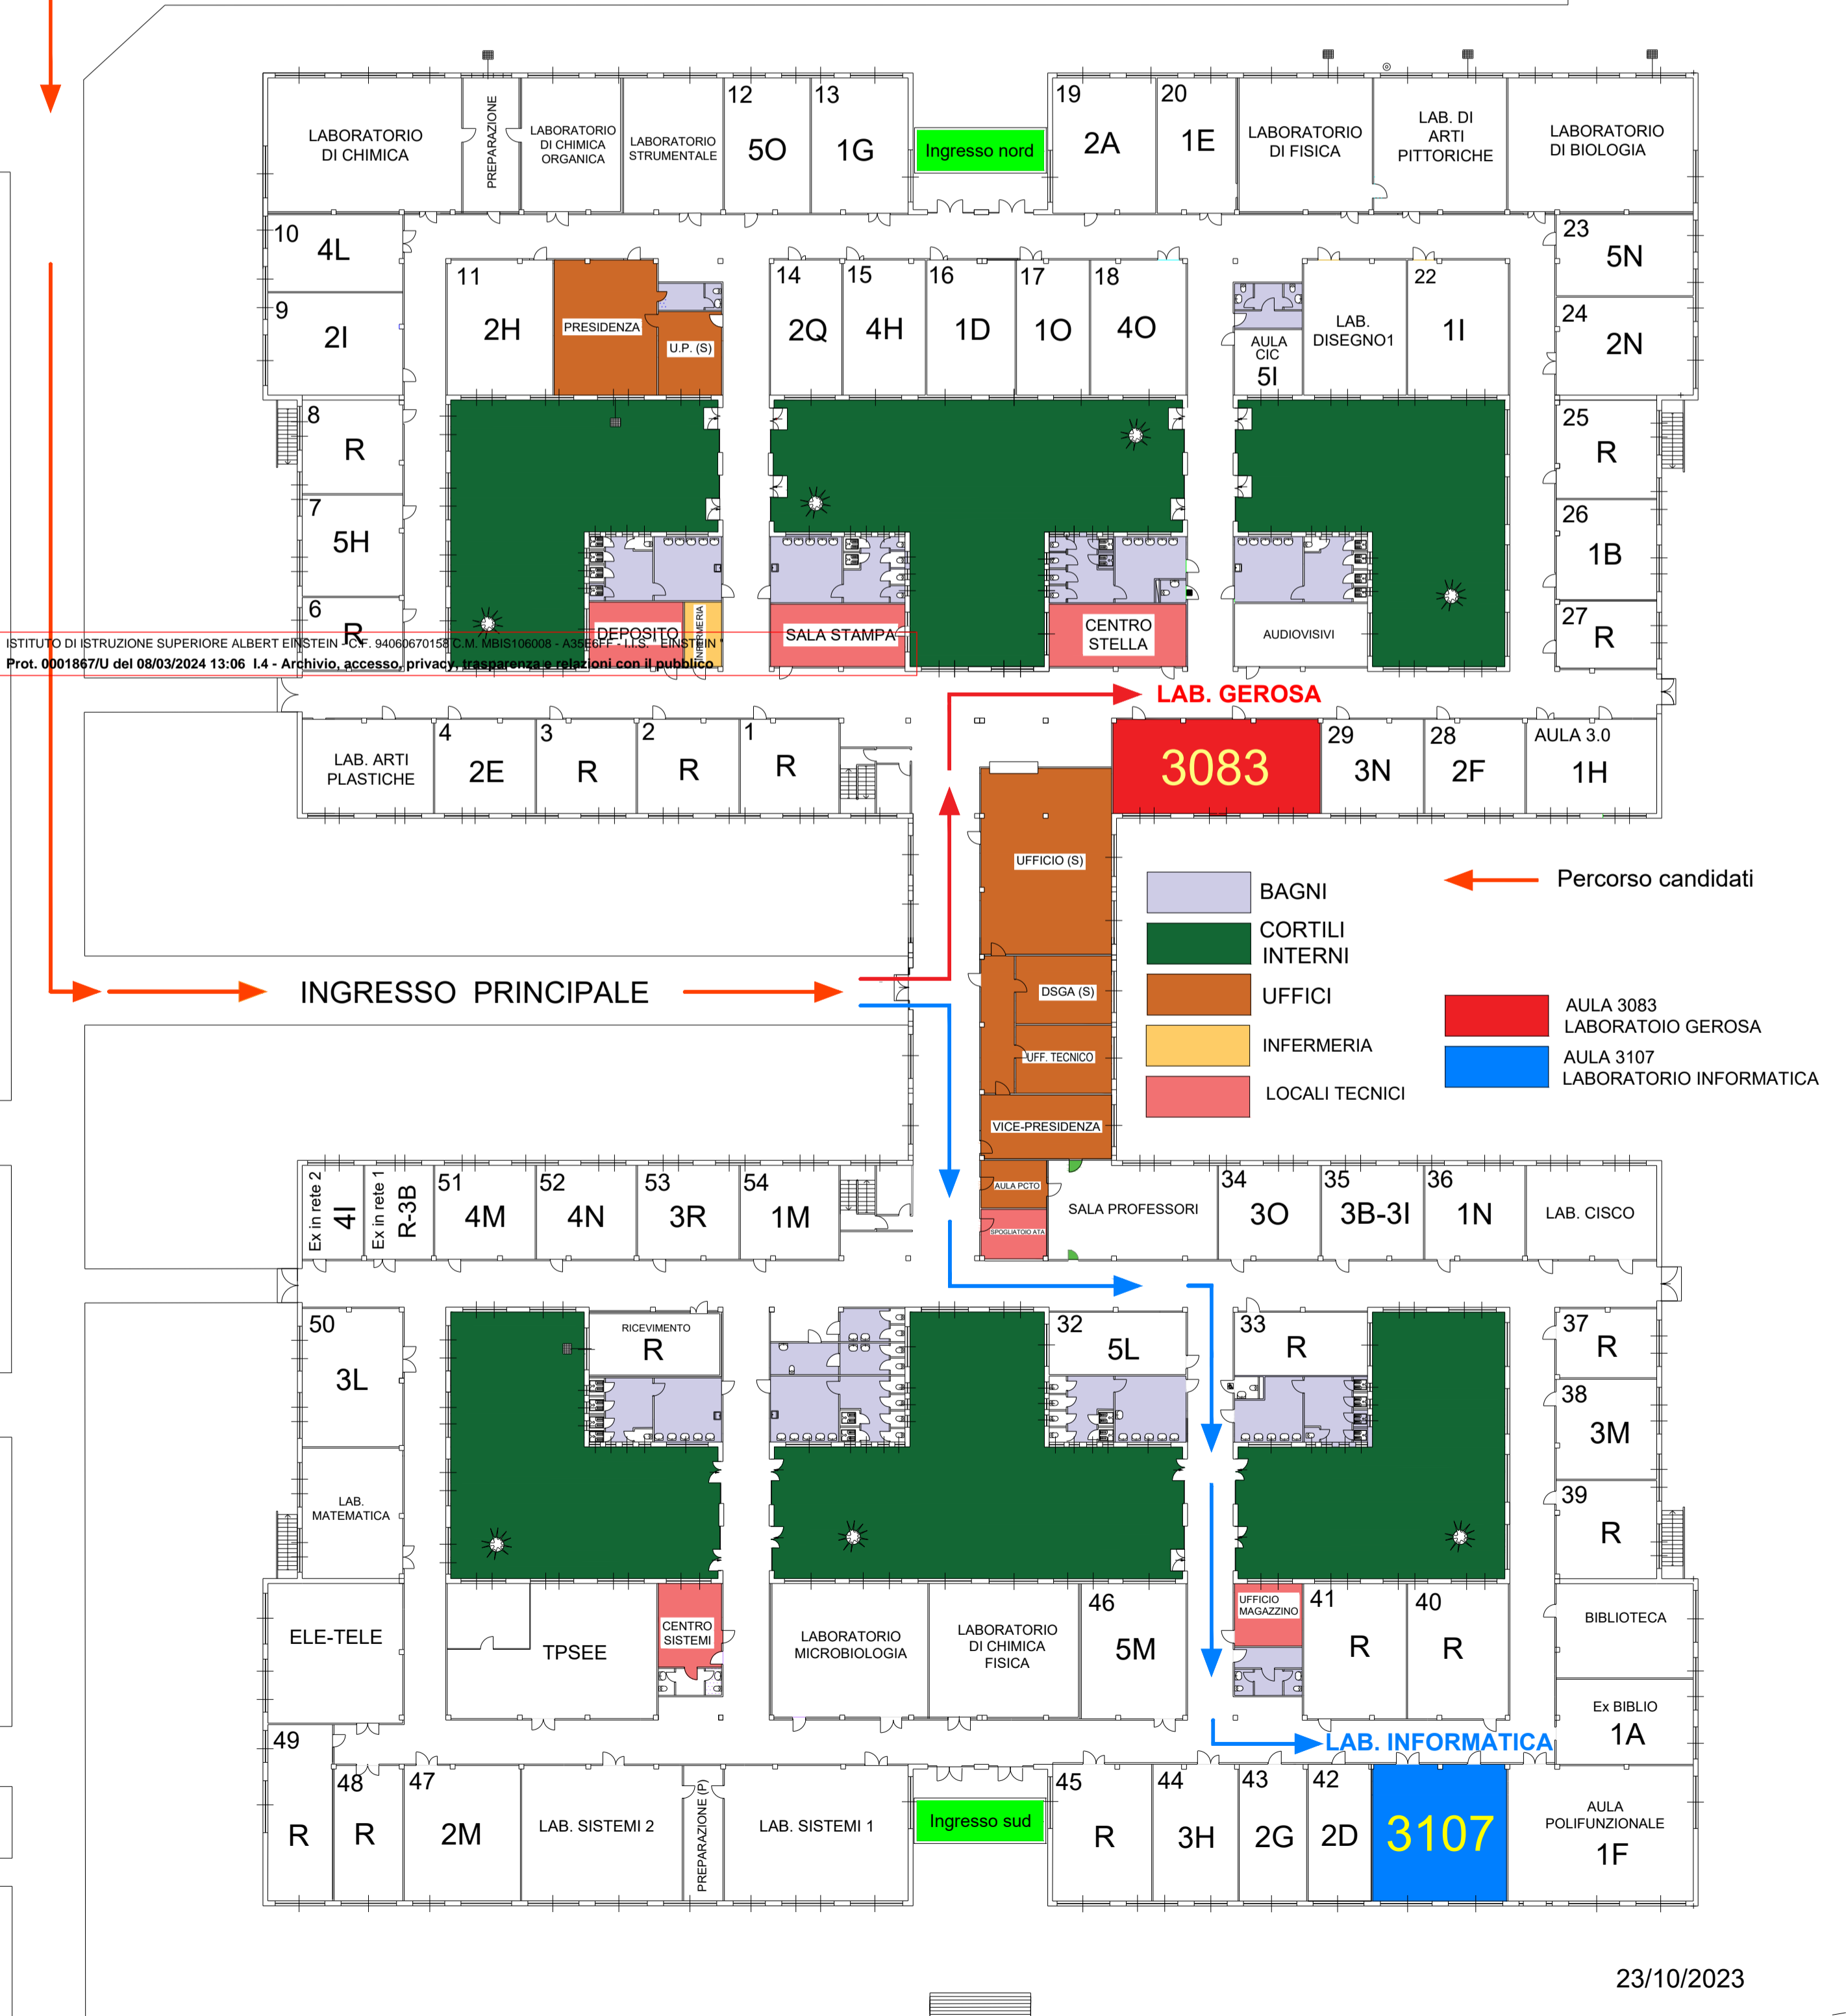 LABORATORIO
DI CHIMICA
PREPARAZIONE
LABORATORIO
DI CHIMICA
ORGANICA
LABORATORIO
STRUMENTALE
12
5O
13
1G
Ingresso nord
19
2A
20
1E
LABORATORIO
DI FISICA
LAB. DI
ARTI
PITTORICHE
LABORATORIO
DI BIOLOGIA
10
4L
9
2I
11
2H
PRESIDENZA
U.P. (S)
14
2Q
15
4H
16
1D
17
1O
18
4O
AULA
CIC
5I
LAB.
DISEGNO1
22
1I
23
5N
24
2N
8
R
7
5H
6
R
25
R
26
1B
27
R
DEPOSITO
INFERMERIA
SALA STAMPA
CENTRO
STELLA
AUDIOVISIVI
ISTITUTO DI ISTRUZIONE SUPERIORE ALBERT EINSTEIN - C.F. 94060670158 C.M. MBIS106008 - A35E6FF - I.I.S. " EINSTEIN "
Prot. 0001867/U del 08/03/2024 13:06 I.4 - Archivio, accesso, privacy, trasparenza e relazioni con il pubblico
LAB. GEROSA
LAB. ARTI
PLASTICHE
4
2E
3
R
2
R
1
R
3083
29
3N
28
2F
AULA 3.0
1H
UFFICIO (S)
DSGA (S)
UFF. TECNICO
VICE-PRESIDENZA
AULA PCTO
SPOGLIATOIO ATA
BAGNI
CORTILI
INTERNI
UFFICI
INFERMERIA
LOCALI TECNICI
Percorso candidati
AULA 3083
LABORATOIO GEROSA
AULA 3107
LABORATORIO INFORMATICA
INGRESSO PRINCIPALE
Ex in rete 2
4I
Ex in rete 1
R-3B
51
4M
52
4N
53
3R
54
1M
SALA PROFESSORI
34
3O
35
3B-3I
36
1N
LAB. CISCO
50
3L
RICEVIMENTO
R
32
5L
33
R
37
R
38
3M
39
R
LAB.
MATEMATICA
ELE-TELE
TPSEE
CENTRO
SISTEMI
LABORATORIO
MICROBIOLOGIA
LABORATORIO
DI CHIMICA
FISICA
46
5M
UFFICIO
MAGAZZINO
41
R
40
R
BIBLIOTECA
Ex BIBLIO
1A
LAB. INFORMATICA
49
R
48
R
47
2M
LAB. SISTEMI 2
PREPARAZIONE (P)
LAB. SISTEMI 1
Ingresso sud
45
R
44
3H
43
2G
42
2D
3107
AULA
POLIFUNZIONALE
1F
23/10/2023